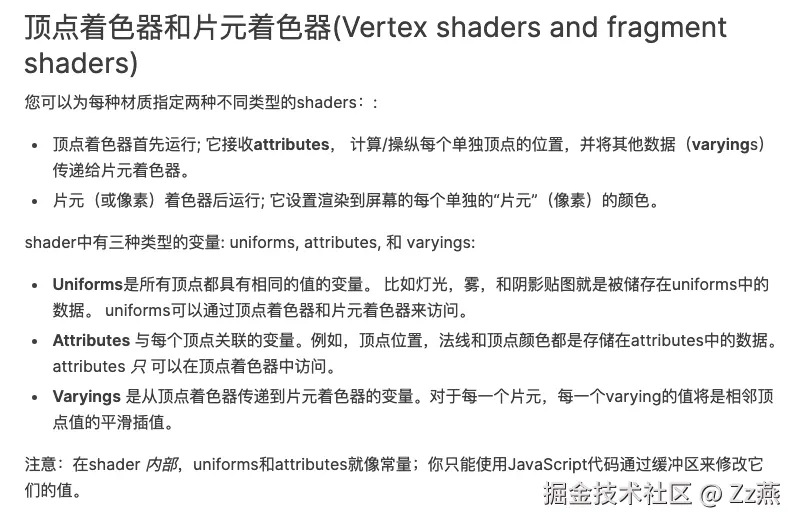 顶点着色器和片元着色器(Vertex shaders and fragment
shaders)
您可以为每种材质指定两种不同类型的shaders：:
• 顶点着色器首先运行; 它接收attributes， 计算/操纵每个单独顶点的位置，并将其他数据（varyings）
传递给片元着色器。
• 片元（或像素）着色器后运行; 它设置渲染到屏幕的每个单独的“片元”（像素）的颜色。
shader中有三种类型的变量: uniforms, attributes, 和 varyings:
• Uniforms是所有顶点都具有相同的值的变量。 比如灯光，雾，和阴影贴图就是被储存在uniforms中的
数据。 uniforms可以通过顶点着色器和片元着色器来访问。
• Attributes 与每个顶点关联的变量。例如，顶点位置，法线和顶点颜色都是存储在attributes中的数据。
attributes 只 可以在顶点着色器中访问。
• Varyings 是从顶点着色器传递到片元着色器的变量。对于每一个片元，每一个varying的值将是相邻顶
点值的平滑插值。
注意：在shader 内部，uniforms和attributes就像常量；你只能使用JavaScript代码通过缓冲区来修改它
们的值。
掘金技术社区 @ Zz燕